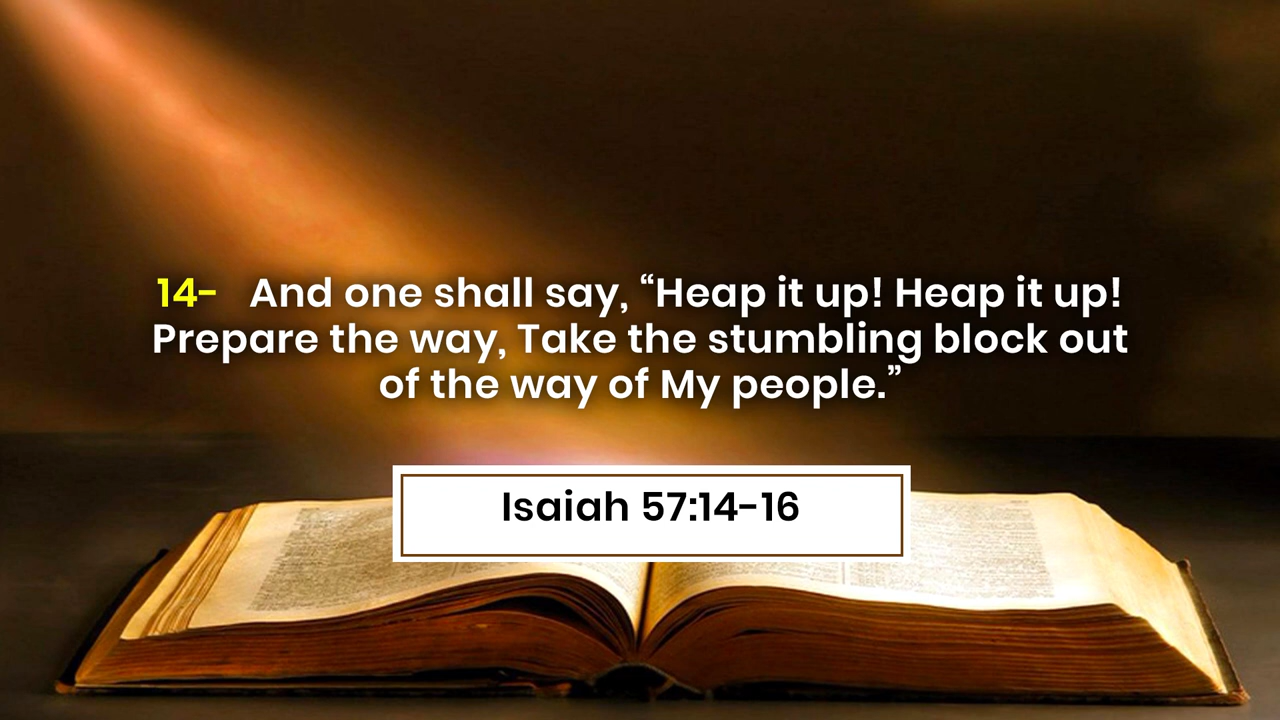 14- And one shall say, “Heap it up! Heap it up!
Prepare the way, Take the stumbling block out
of the way of My people.”
Isaiah 57:14-16